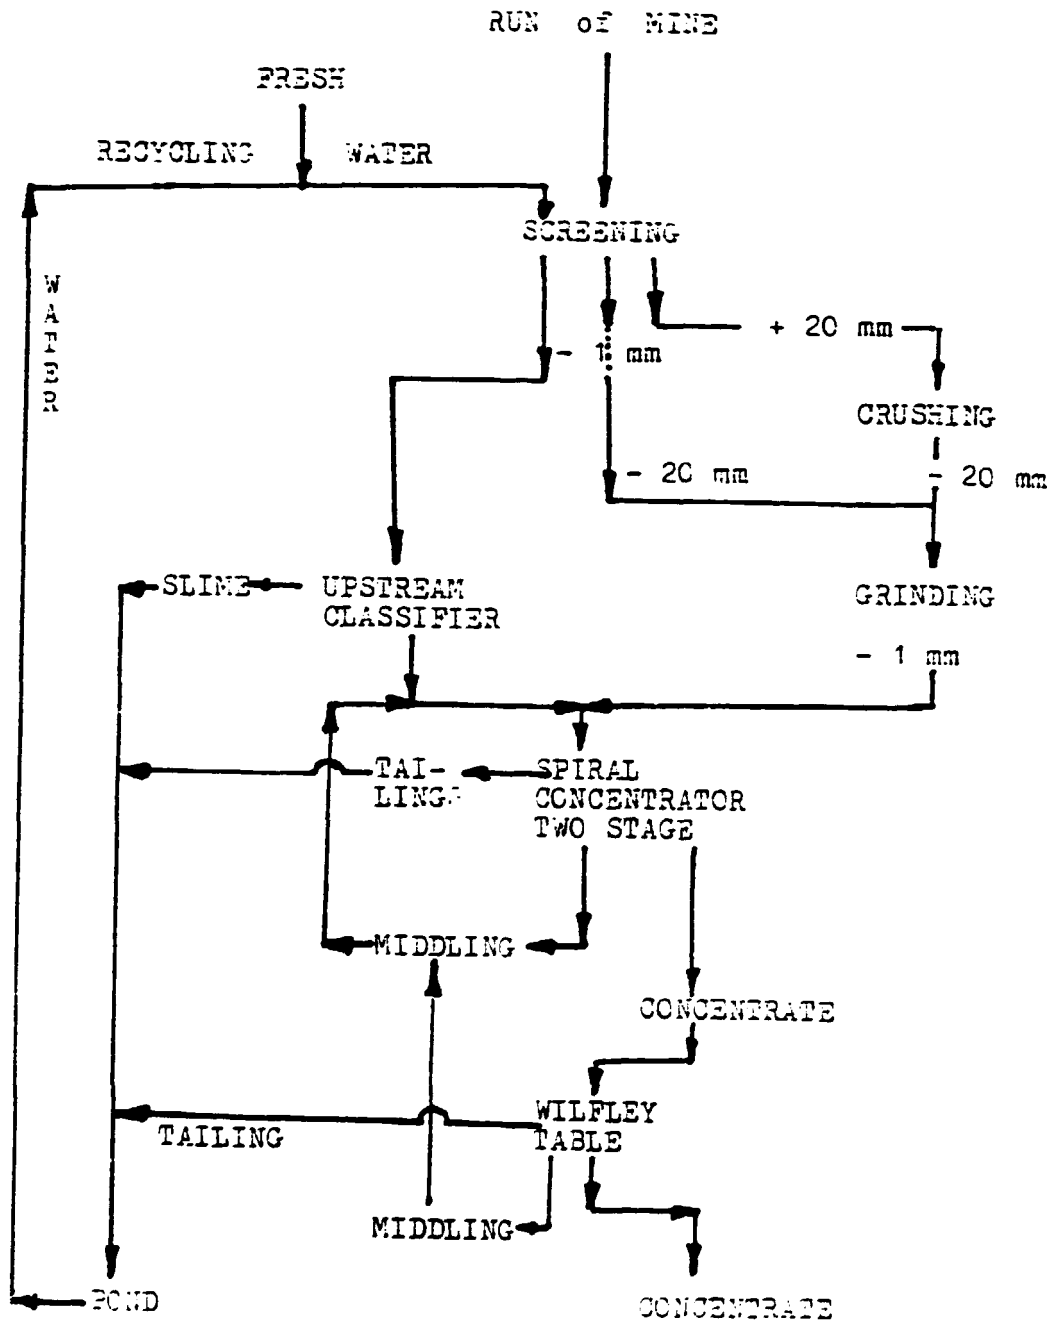 RUN of MINE
FRESH
RECYCLING WATER
SCREENING
WATER
+ 20 mm
- 1 mm
CRUSHING
- 20 mm
- 20 mm
SLIME
UPSTREAM
CLASSIFIER
GRINDING
- 1 mm
TAI-
LINGS
SPIRAL
CONCENTRATOR
TWO STAGE
MIDDLING
CONCENTRATE
WILFLEY
TABLE
TAILING
MIDDLING
POND
CONCENTRATE